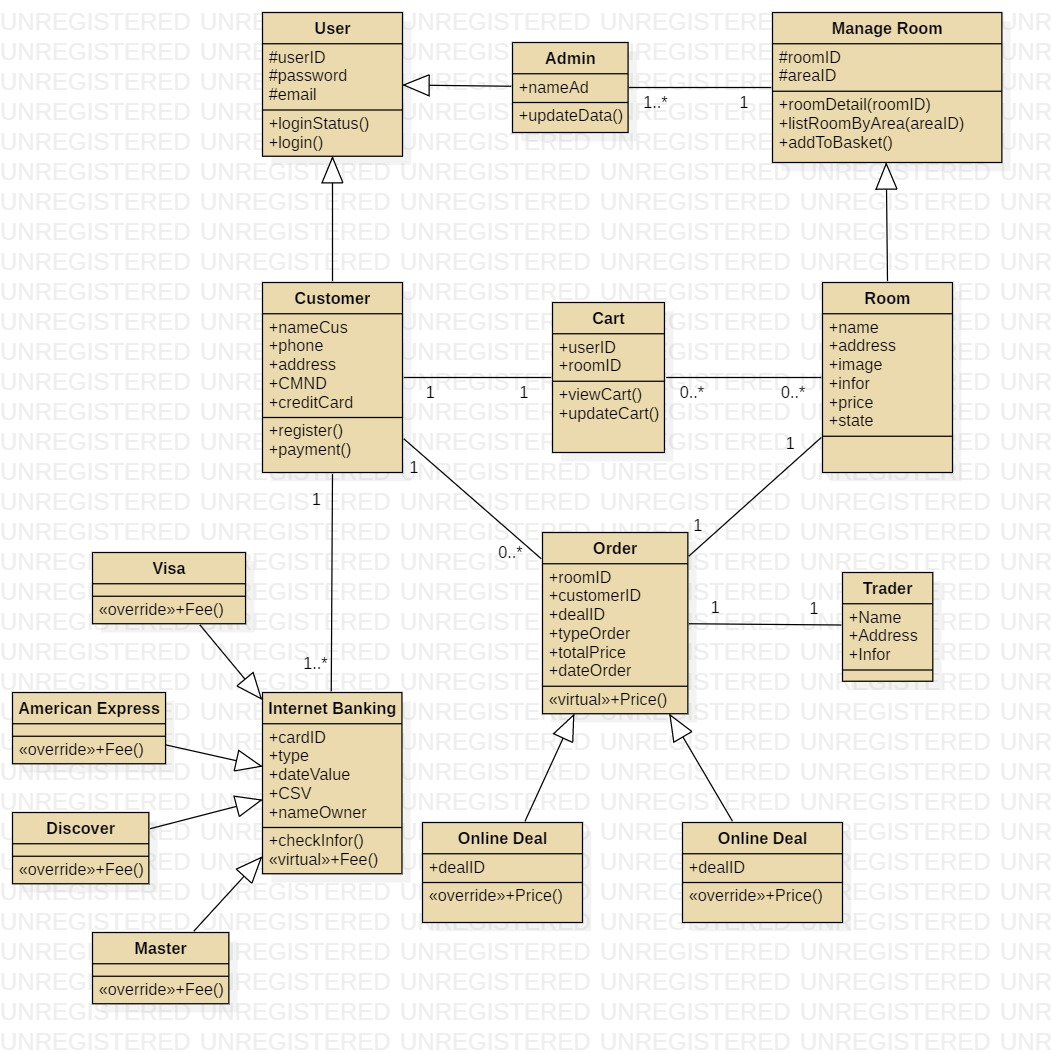 User
#userID
#password
#email
+loginStatus()
+login()
Admin
+nameAd
+updateData()
1..*
1
Manage Room
#roomID
#areaID
+roomDetail(roomID)
+listRoomByArea(areaID)
+addToBasket()
Customer
+nameCus
+phone
+address
+CMND
+creditCard
+register()
+payment()
1
1
Cart
+userID
+roomID
+viewCart()
+updateCart()
0..*
0..*
Room
+name
+address
+image
+infor
+price
+state
1
1
0..*
1
1
1..*
Order
+roomID
+customerID
+dealID
+typeOrder
+totalPrice
+dateOrder
«virtual»+Price()
1
1
Trader
+Name
+Address
+Infor
Visa
«override»+Fee()
American Express
«override»+Fee()
Internet Banking
+cardID
+type
+dateValue
+CSV
+nameOwner
+checkInfor()
«virtual»+Fee()
Discover
«override»+Fee()
Master
«override»+Fee()
Online Deal
+dealID
«override»+Price()
Online Deal
+dealID
«override»+Price()
UNREGISTERED